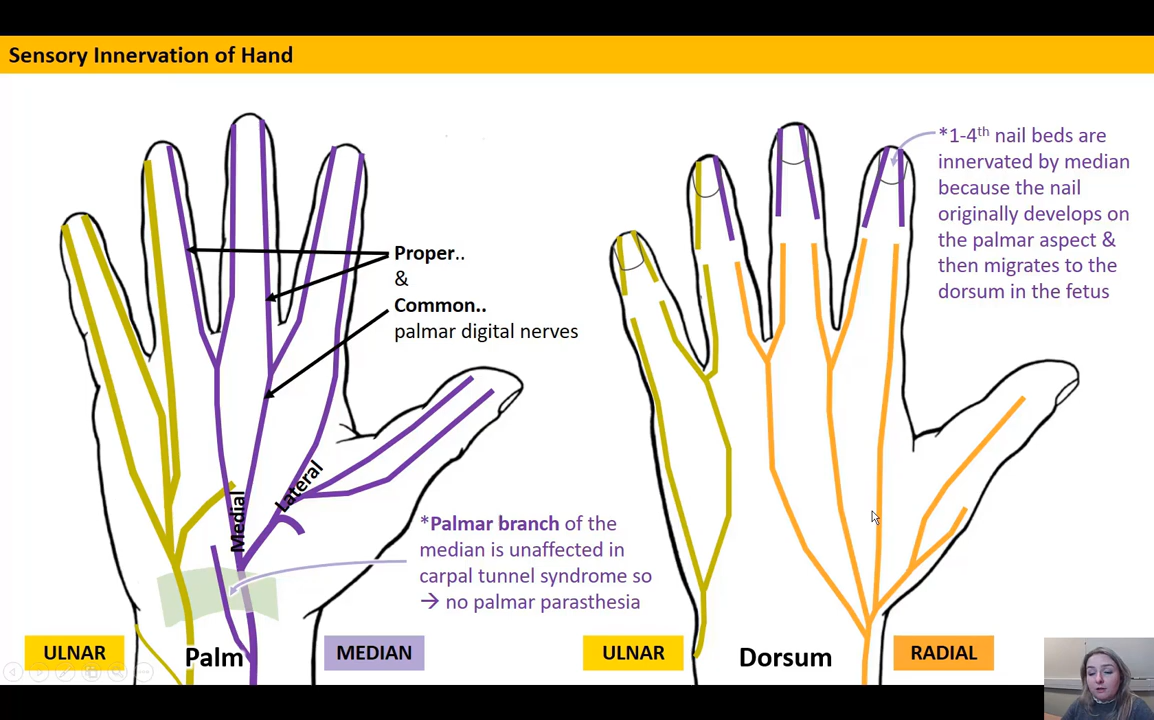 Sensory Innervation of Hand
Proper..
&
Common..
palmar digital nerves
Medial
Lateral
*Palmar branch of the
median is unaffected in
carpal tunnel syndrome so
→ no palmar parasthesia
ULNAR
Palm
MEDIAN
*1-4th nail beds are
innervated by median
because the nail
originally develops on
the palmar aspect &
then migrates to the
dorsum in the fetus
ULNAR
Dorsum
RADIAL